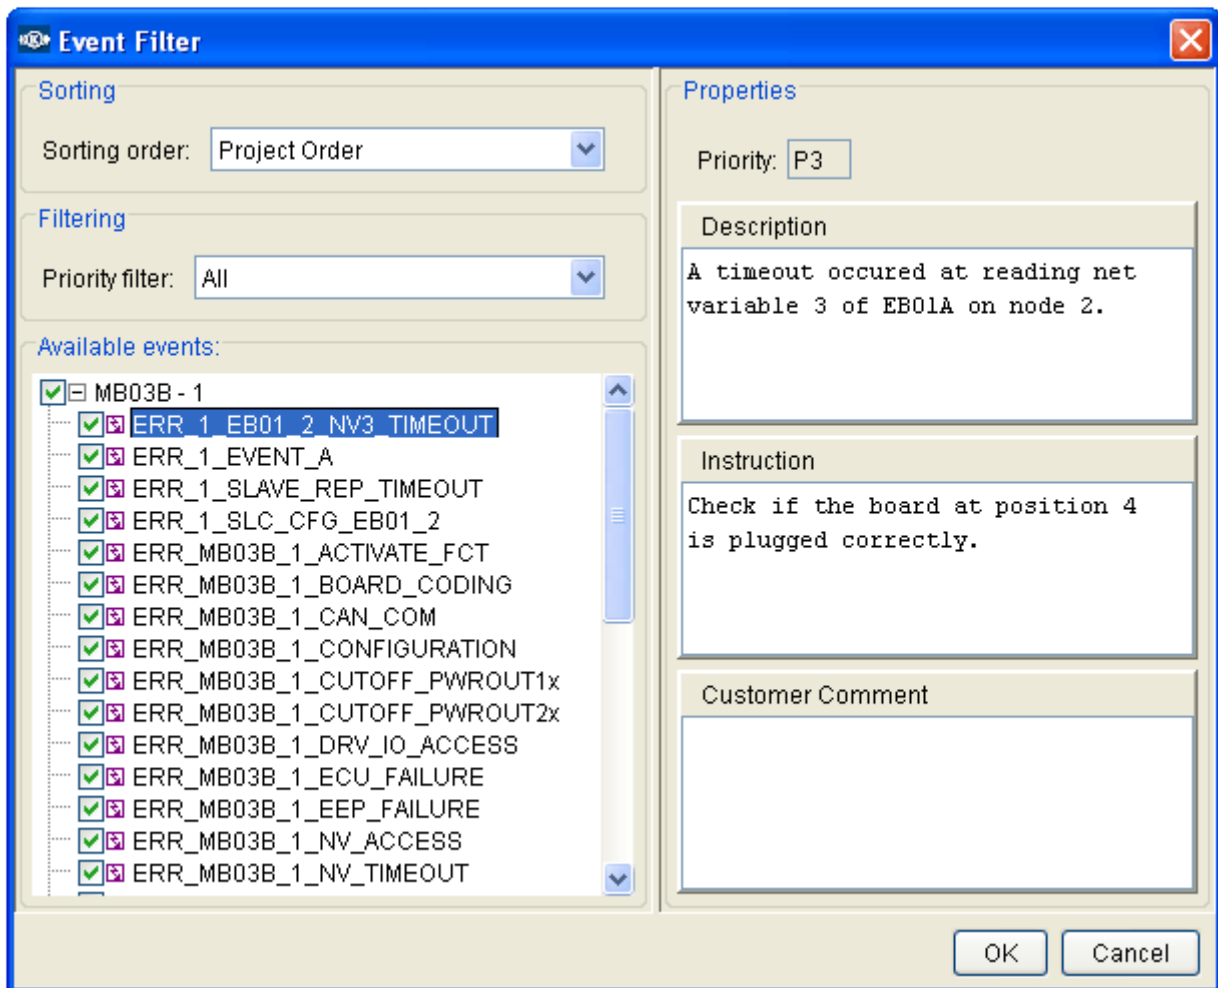 Event Filter
Sorting
Sorting order: Project Order
Filtering
Priority filter: All
Available events:
MB03B - 1
ERR_1_EB01_2_NV3_TIMEOUT
ERR_1_EVENT_A
ERR_1_SLAVE_REP_TIMEOUT
ERR_1_SLC_CFG_EB01_2
ERR_MB03B_1_ACTIVATE_FCT
ERR_MB03B_1_BOARD_CODING
ERR_MB03B_1_CAN_COM
ERR_MB03B_1_CONFIGURATION
ERR_MB03B_1_CUTOFF_PWROUT1x
ERR_MB03B_1_CUTOFF_PWROUT2x
ERR_MB03B_1_DRV_IO_ACCESS
ERR_MB03B_1_ECU_FAILURE
ERR_MB03B_1_EEP_FAILURE
ERR_MB03B_1_NV_ACCESS
ERR_MB03B_1_NV_TIMEOUT
Properties
Priority: P3
Description
A timeout occured at reading net
variable 3 of EB01A on node 2.
Instruction
Check if the board at position 4
is plugged correctly.
Customer Comment
OK
Cancel